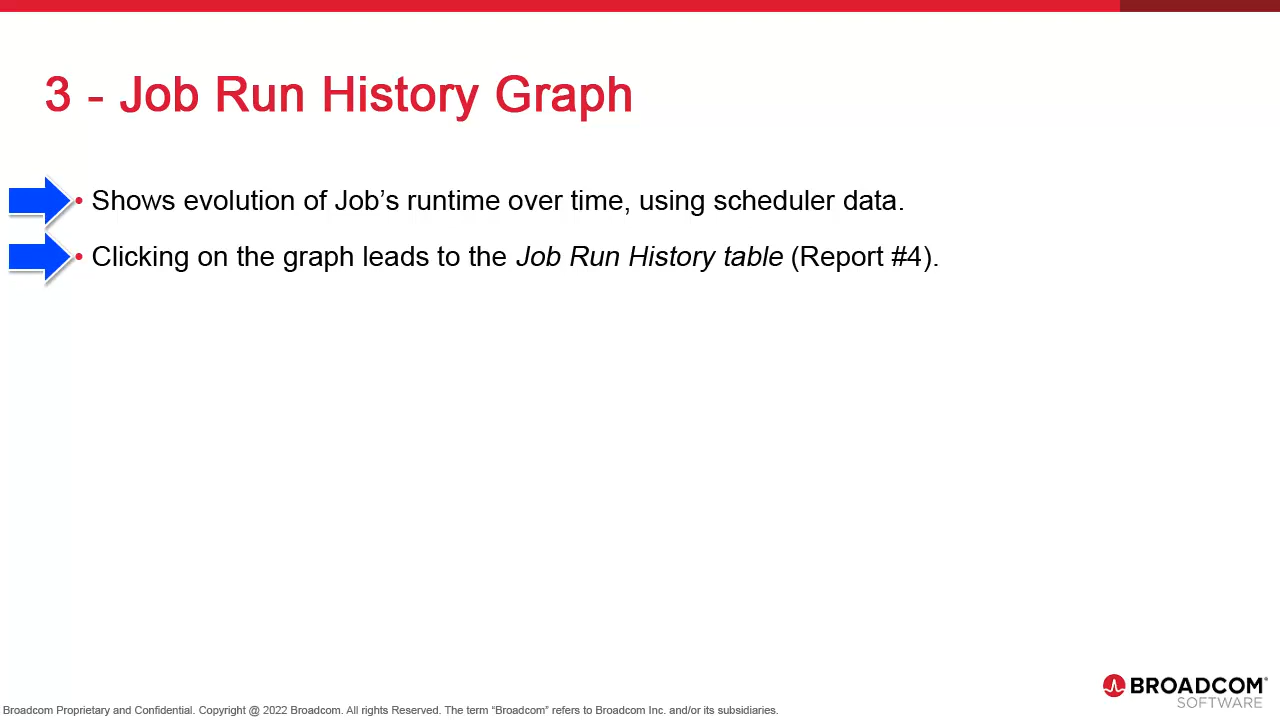 3 - Job Run History Graph
• Shows evolution of Job’s runtime over time, using scheduler data.
• Clicking on the graph leads to the Job Run History table (Report #4).
BROADCOM®
SOFTWARE
Broadcom Proprietary and Confidential. Copyright @ 2022 Broadcom. All rights Reserved. The term “Broadcom” refers to Broadcom Inc. and/or its subsidiaries.